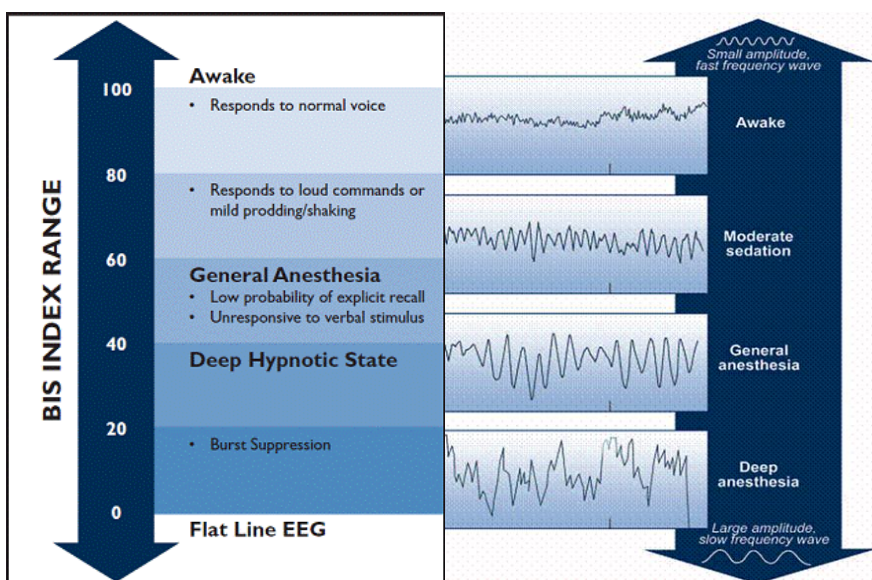 BIS INDEX RANGE
100
80
60
40
20
0
Awake
• Responds to normal voice
• Responds to loud commands or
mild prodding/shaking
General Anesthesia
• Low probability of explicit recall
• Unresponsive to verbal stimulus
Deep Hypnotic State
• Burst Suppression
Flat Line EEG
Small amplitude,
fast frequency wave
Awake
Moderate
sedation
General
anesthesia
Deep
anesthesia
Large amplitude,
slow frequency wave